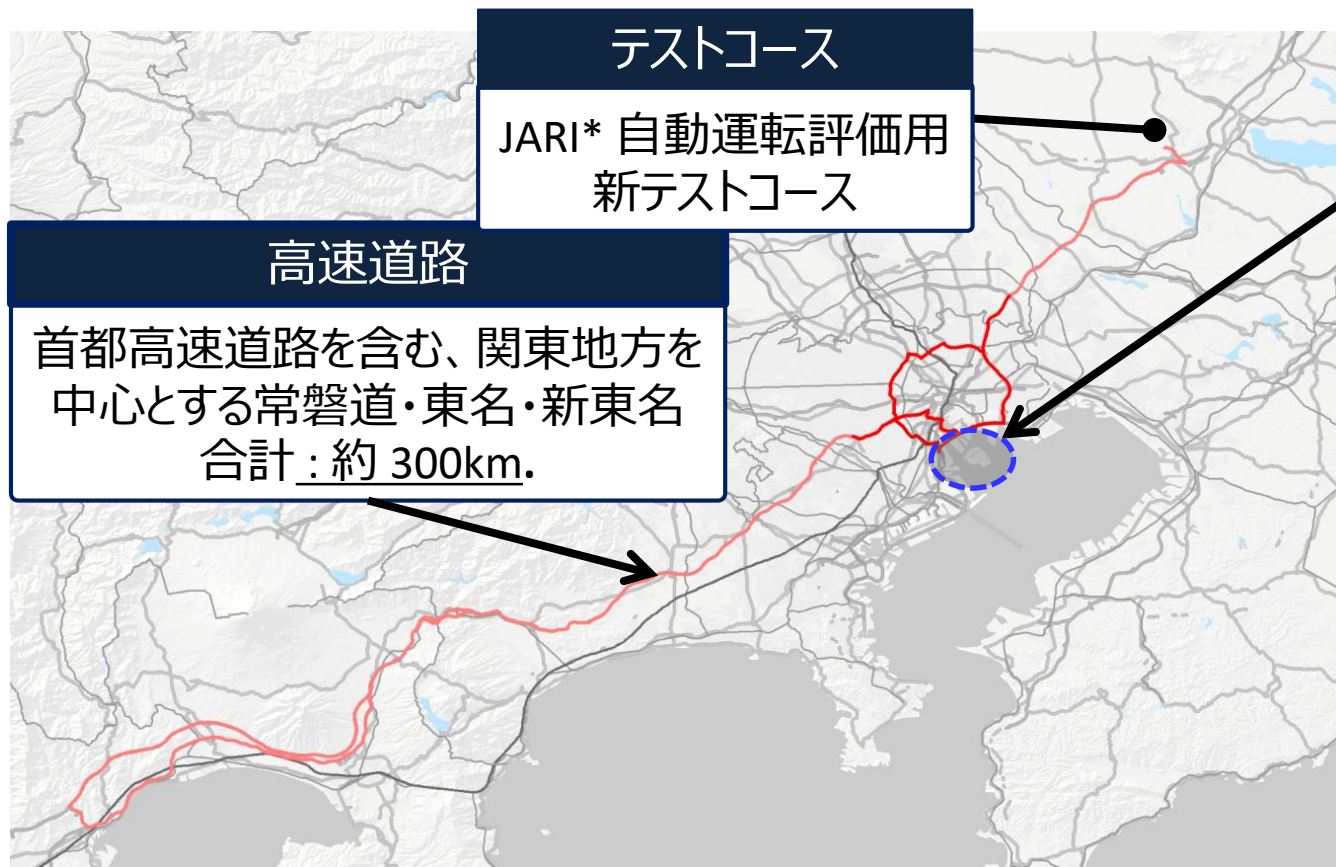 テストコース
JARI* 自動運転評価用
新テストコース
高速道路
首都高速道路を含む、関東地方を
中心とする常磐道・東名・新東名
合計 : 約 300km.